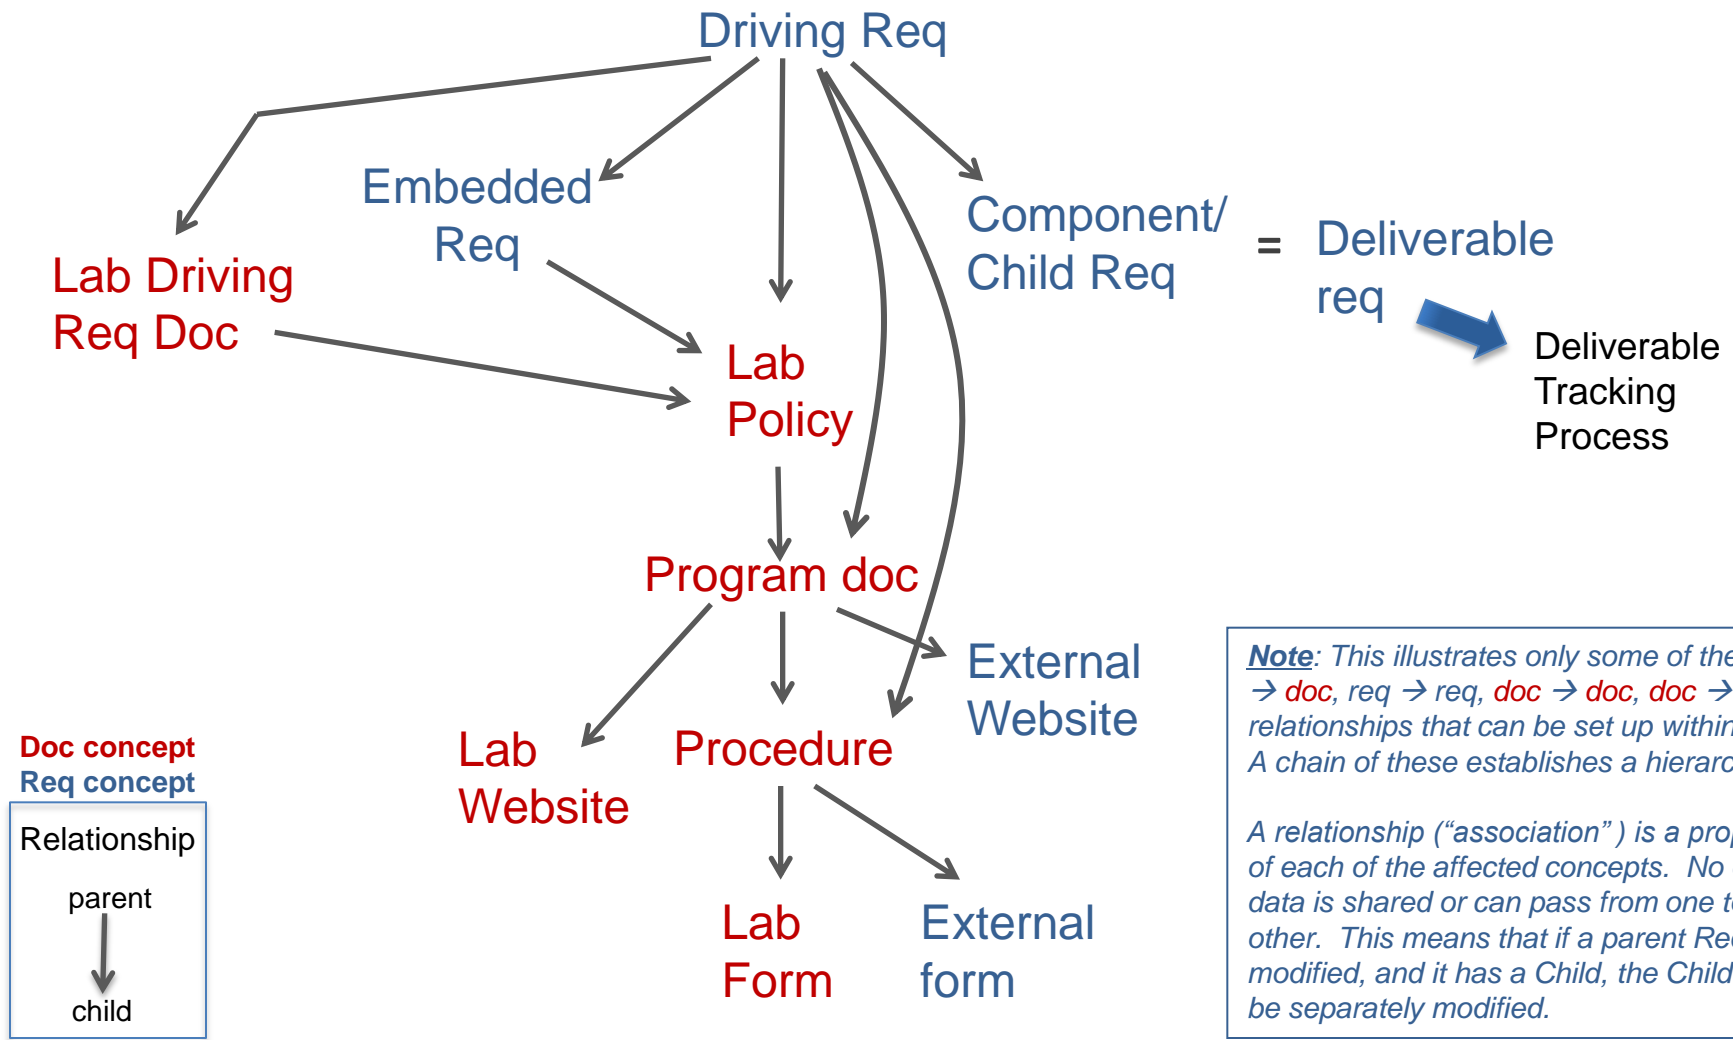 Driving Req
Embedded
Req
Component/
Child Req
=
Deliverable
req
Lab Driving
Req Doc
Deliverable
Tracking
Process
Lab
Policy
Program doc
External
Website
Lab
Website
Procedure
Lab
Form
External
form
Doc concept
Req concept
Relationship
parent
child
Note: This illustrates only some of the
→ doc, req → req, doc → doc, doc →
relationships that can be set up within
A chain of these establishes a hierarc
A relationship (“association” ) is a prop
of each of the affected concepts. No
data is shared or can pass from one to
other. This means that if a parent Req
modified, and it has a Child, the Child
be separately modified.